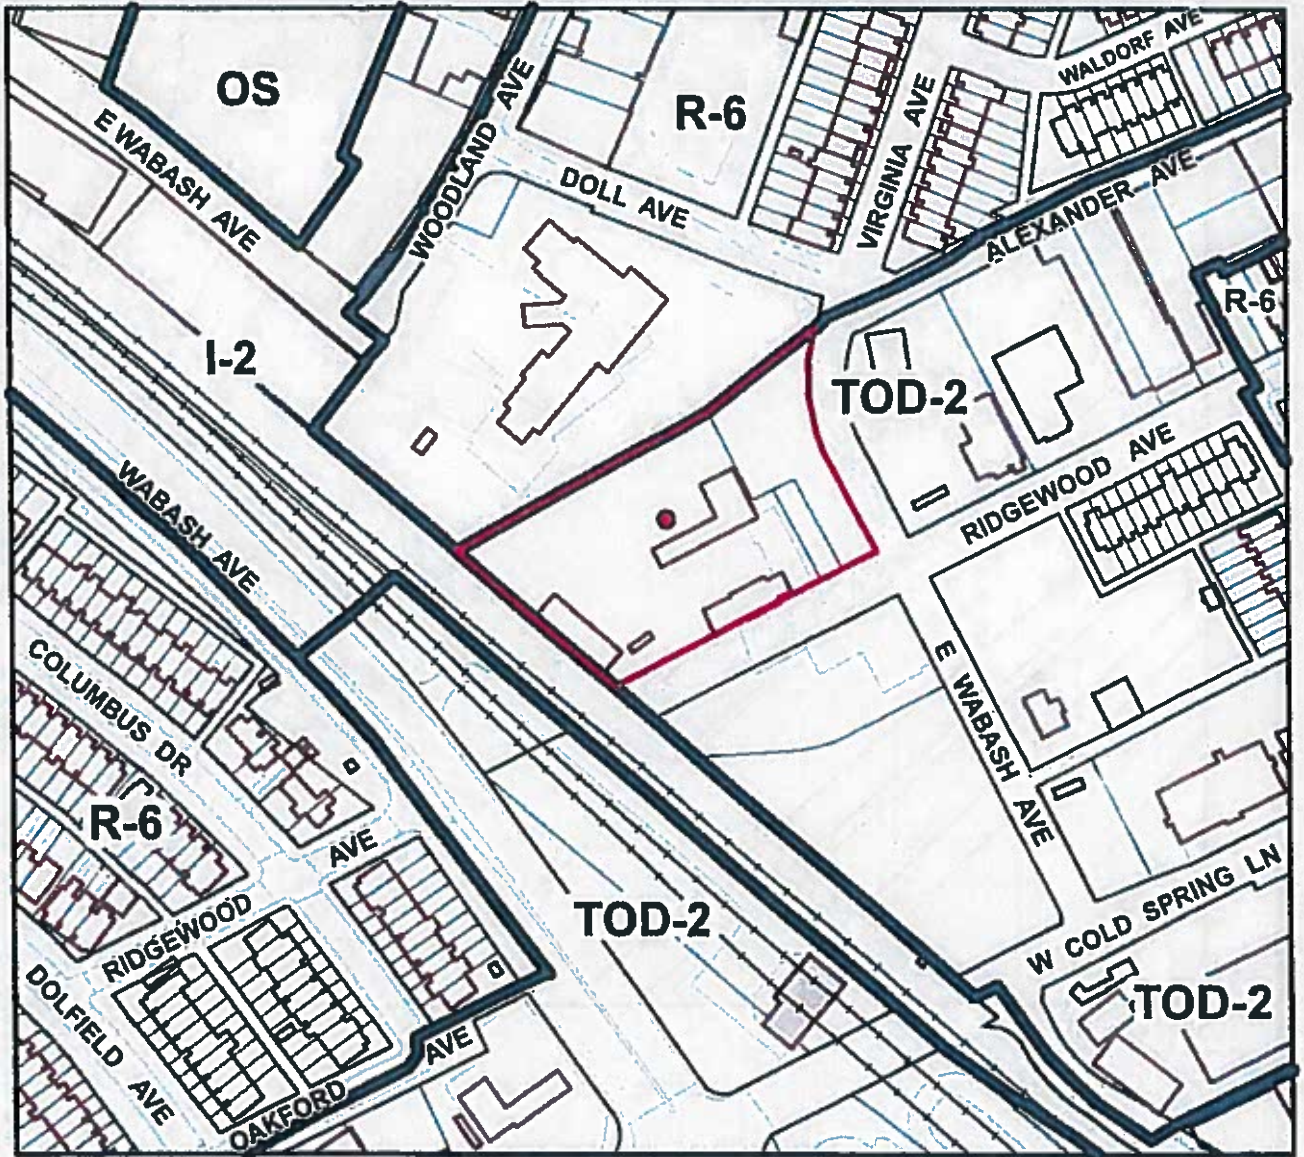 WALDORF AVE
OS
WOODLAND AVE
R-6
VIRGINIA AVE
E WABASH AVE
DOLL AVE
ALEXANDER AVE
R-6
I-2
TOD-2
RIDGEWOOD AVE
WABASH AVE
COLUMBUS DR
E WABASH AVE
R-6
AVE
RIDGEWOOD
TOD-2
W COLD SPRING LN
DOLFIELD AVE
TOD-2
AVE
OAKFORD